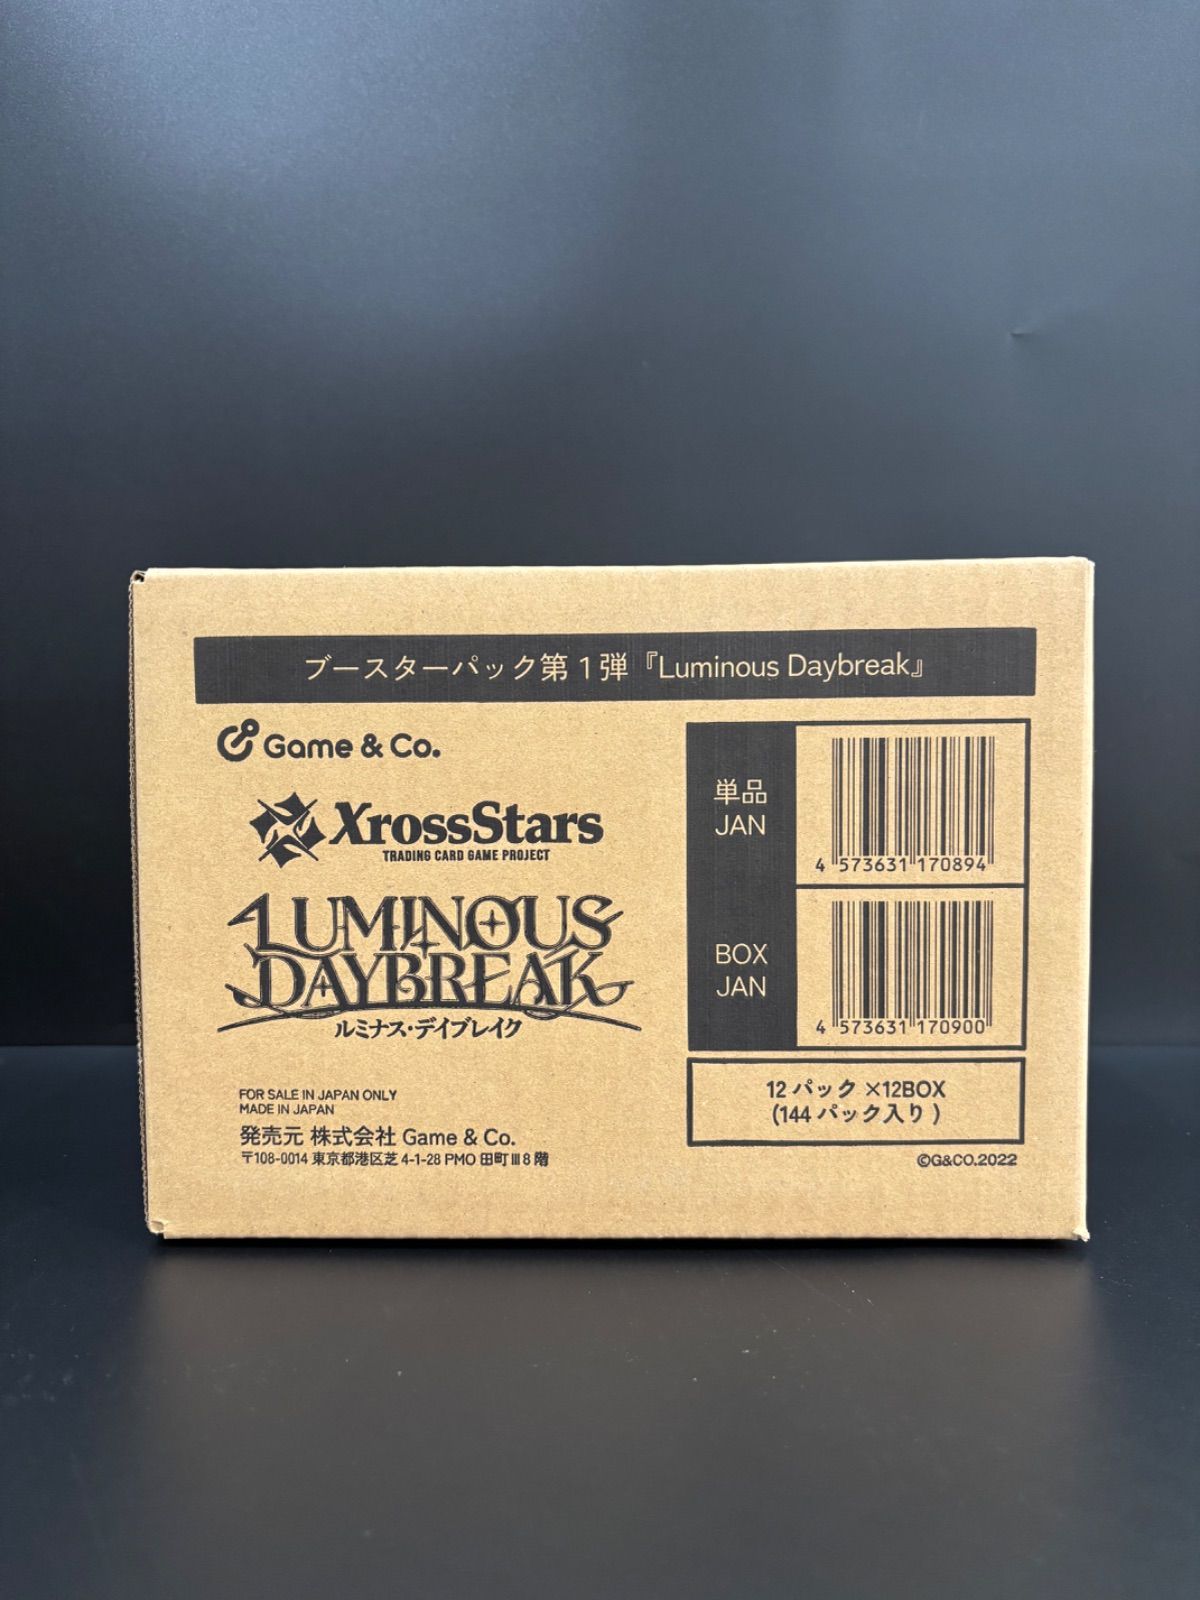 ブースターパック第1弾『Luminous Daybreak』
Game & Co.
XrossStars
TRADING CARD GAME PROJECT
LUMINOUS
DAYBREAK
ルミナス・デイブレイク
FOR SALE IN JAPAN ONLY
MADE IN JAPAN
発売元 株式会社 Game & Co.
〒108-0014 東京都港区芝 4-1-28 PMO 田町Ⅲ 8 階
単品
JAN
4 573631 170894
BOX
JAN
4 573631 170900
12 パック ×12BOX
(144 パック入り)
©G&CO.2022